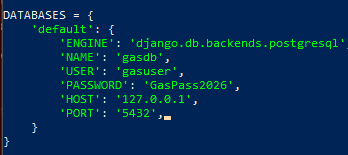 DATABASES = {
    'default': {
        'ENGINE': 'django.db.backends.postgresql',
        'NAME': 'gasdb',
        'USER': 'gasuser',
        'PASSWORD': 'GasPass2026',
        'HOST': '127.0.0.1',
        'PORT': '5432',
    }
}